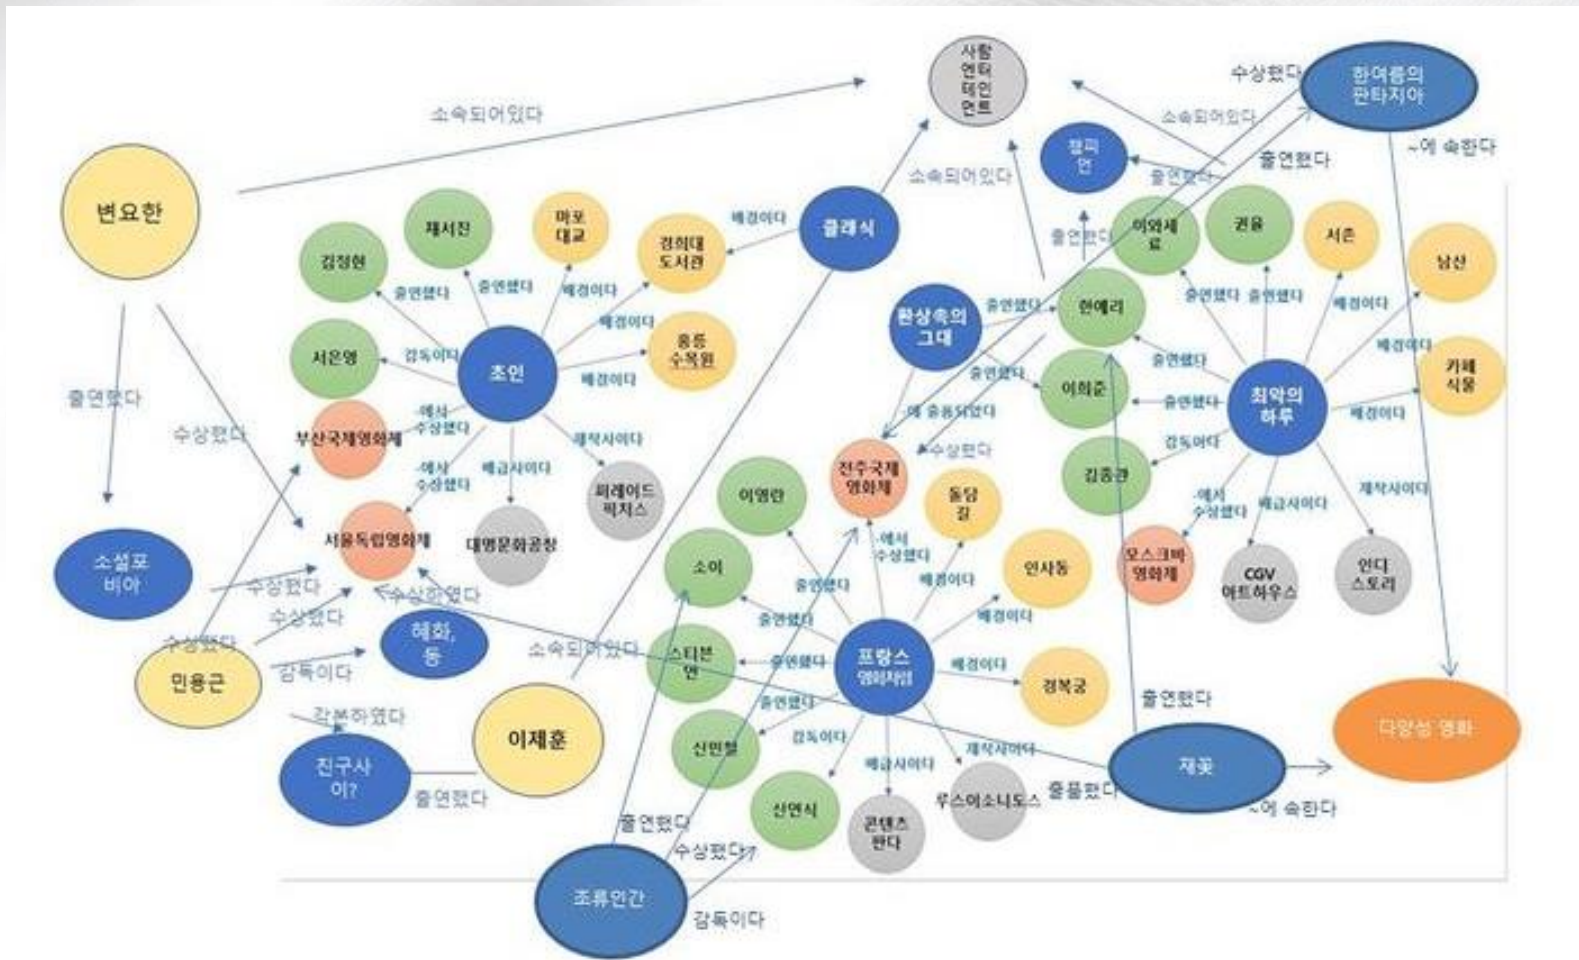 사람
엔터
테인
먼트
수상했다
한여름의
판타지아
소속되어있다
소속되어있다
챔피
언
출연했다
~에 속한다
변요한
채서진
마포
대교
클래식
소속되어있다
출연했다
이와세
료
권율
서촌
김정현
경희대
도서관
배경이다
출연했다
남산
출연했다
출연했다
배경이다
환상속의
그대
출연했다
한예리
출연했다
출연했다
배경이다
서은영
감독이다
초인
배경이다
홍릉
수목원
출연했다
배경이다
카페
식물
출연했다
배경이다
출연했다
이희준
출연했다
최악의
하루
배경이다
수상했다
부산국제영화제
-에서
수상했다
제작사이다
-에 출품되었다
감독이다
-에서
수상했다
배급사이다
수상했다
전주국제
영화제
김종관
퍼레이드
픽처스
이영란
돌담
길
-에서
수상했다
배급사이다
제작사이다
서울독립영화제
대명문화공장
소설포
비아
소이
-에서
수상했다
인사동
모스크바
영화제
CGV
아트하우스
인디
스토리
수상했다
수상하였다
출연했다
배경이다
수상했다
출연했다
배경이다
수상했다
혜화,
동
소속되어있다
스티븐
연
출연했다
프랑스
영화처럼
배경이다
민용근
감독이다
경복궁
출연했다
각본하였다
이제훈
출연했다
신민철
감독이다
제작사이다
다양성 영화
친구사
이?
배급사이다
재꽃
출연했다
출품했다
루스이소니도스
~에 속한다
출연했다
신연식
콘텐츠
판다
수상했다
조류인간
감독이다